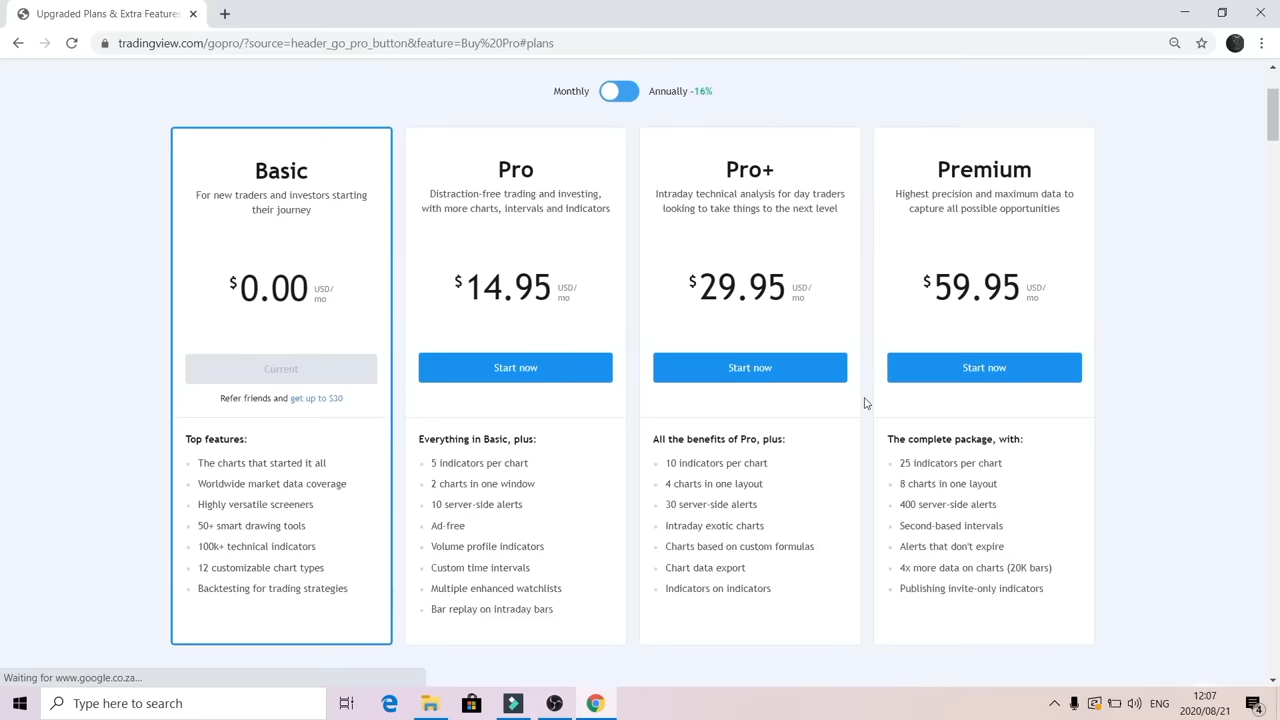 Upgraded Plans & Extra Features
tradingview.com/gopro/?source=header_go_pro_button&feature=Buy%20Pro#plans
Monthly
Annually -16%
Basic
For new traders and investors starting
their journey
$0.00 USD/
mo
Current
Refer friends and get up to $30
Top features:
The charts that started it all
Worldwide market data coverage
Highly versatile screeners
50+ smart drawing tools
100k+ technical indicators
12 customizable chart types
Backtesting for trading strategies
Pro
Distraction-free trading and investing,
with more charts, intervals and indicators
$14.95 USD/
mo
Start now
Everything in Basic, plus:
5 indicators per chart
2 charts in one window
10 server-side alerts
Ad-free
Volume profile indicators
Custom time intervals
Multiple enhanced watchlists
Bar replay on intraday bars
Pro+
Intraday technical analysis for day traders
looking to take things to the next level
$29.95 USD/
mo
Start now
All the benefits of Pro, plus:
10 indicators per chart
4 charts in one layout
30 server-side alerts
Intraday exotic charts
Charts based on custom formulas
Chart data export
Indicators on indicators
Premium
Highest precision and maximum data to
capture all possible opportunities
$59.95 USD/
mo
Start now
The complete package, with:
25 indicators per chart
8 charts in one layout
400 server-side alerts
Second-based intervals
Alerts that don't expire
4x more data on charts (20K bars)
Publishing invite-only indicators
Waiting for www.google.co.za...
Type here to search
ENG
12:07
2020/08/21
4